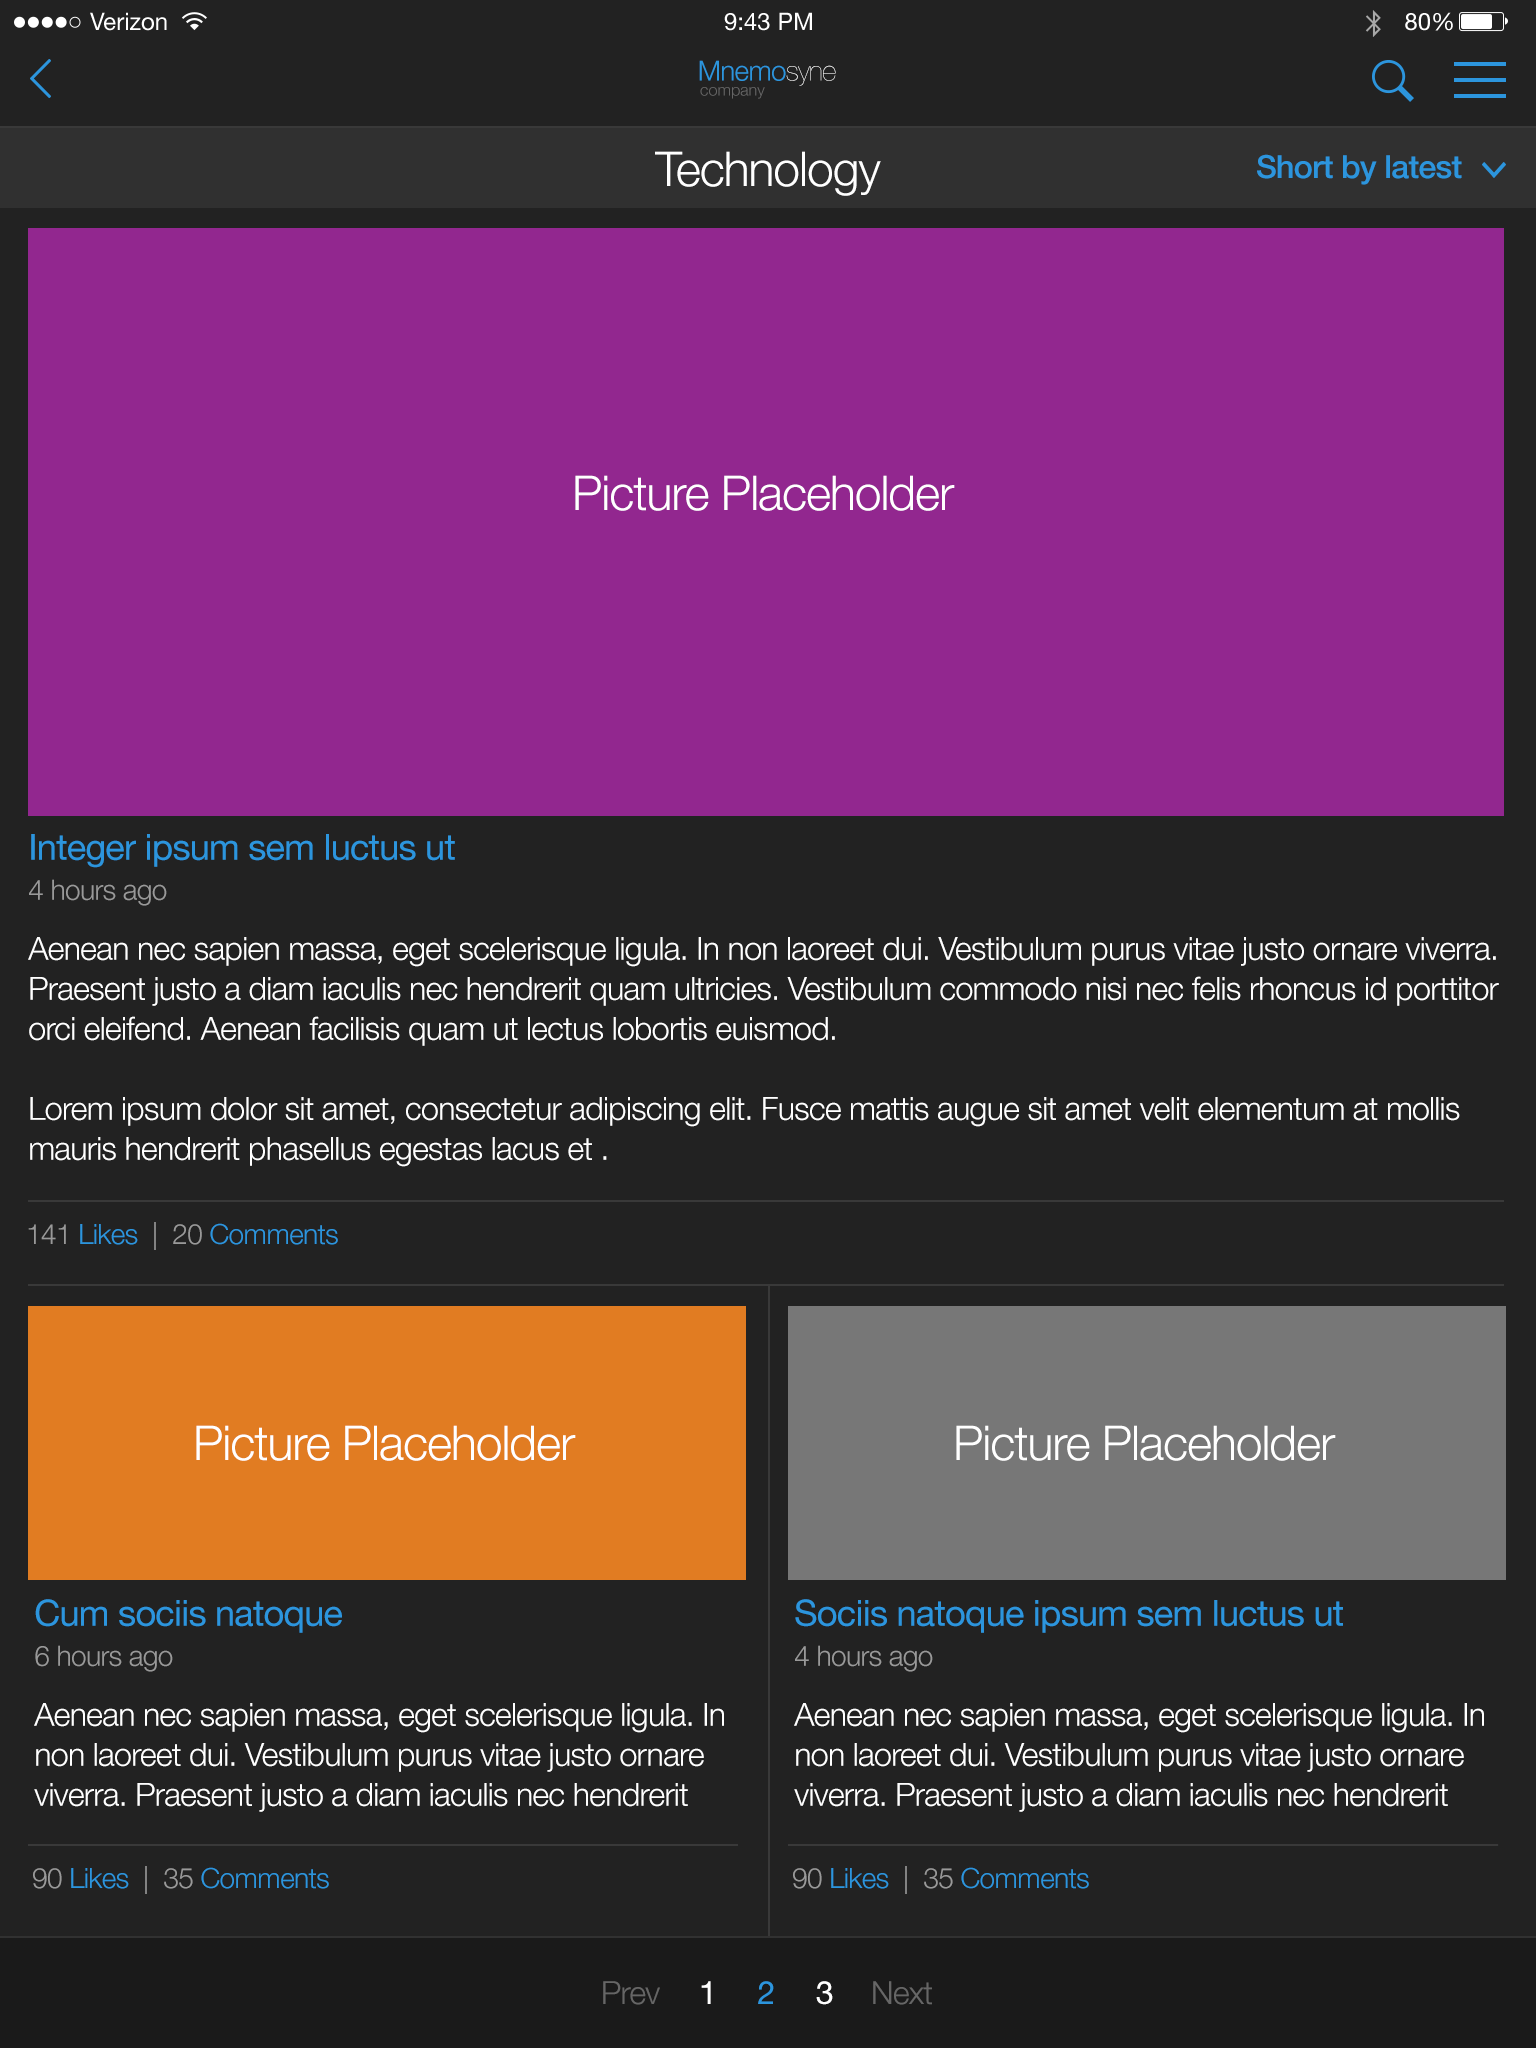 Verizon
9:43 PM
80%
Mnemosyne
company
Technology
Short by latest
Picture Placeholder
Integer ipsum sem luctus ut
4 hours ago
Aenean nec sapien massa, eget scelerisque ligula. In non laoreet dui. Vestibulum purus vitae justo ornare viverra.
Praesent justo a diam iaculis nec hendrerit quam ultricies. Vestibulum commodo nisi nec felis rhoncus id porttitor
orci eleifend. Aenean facilisis quam ut lectus lobortis euismod.
Lorem ipsum dolor sit amet, consectetur adipiscing elit. Fusce mattis augue sit amet velit elementum at mollis
mauris hendrerit phasellus egestas lacus et .
141 Likes | 20 Comments
Picture Placeholder
Cum sociis natoque
6 hours ago
Aenean nec sapien massa, eget scelerisque ligula. In
non laoreet dui. Vestibulum purus vitae justo ornare
viverra. Praesent justo a diam iaculis nec hendrerit
90 Likes | 35 Comments
Picture Placeholder
Sociis natoque ipsum sem luctus ut
4 hours ago
Aenean nec sapien massa, eget scelerisque ligula. In
non laoreet dui. Vestibulum purus vitae justo ornare
viverra. Praesent justo a diam iaculis nec hendrerit
90 Likes | 35 Comments
Prev 1 2 3 Next